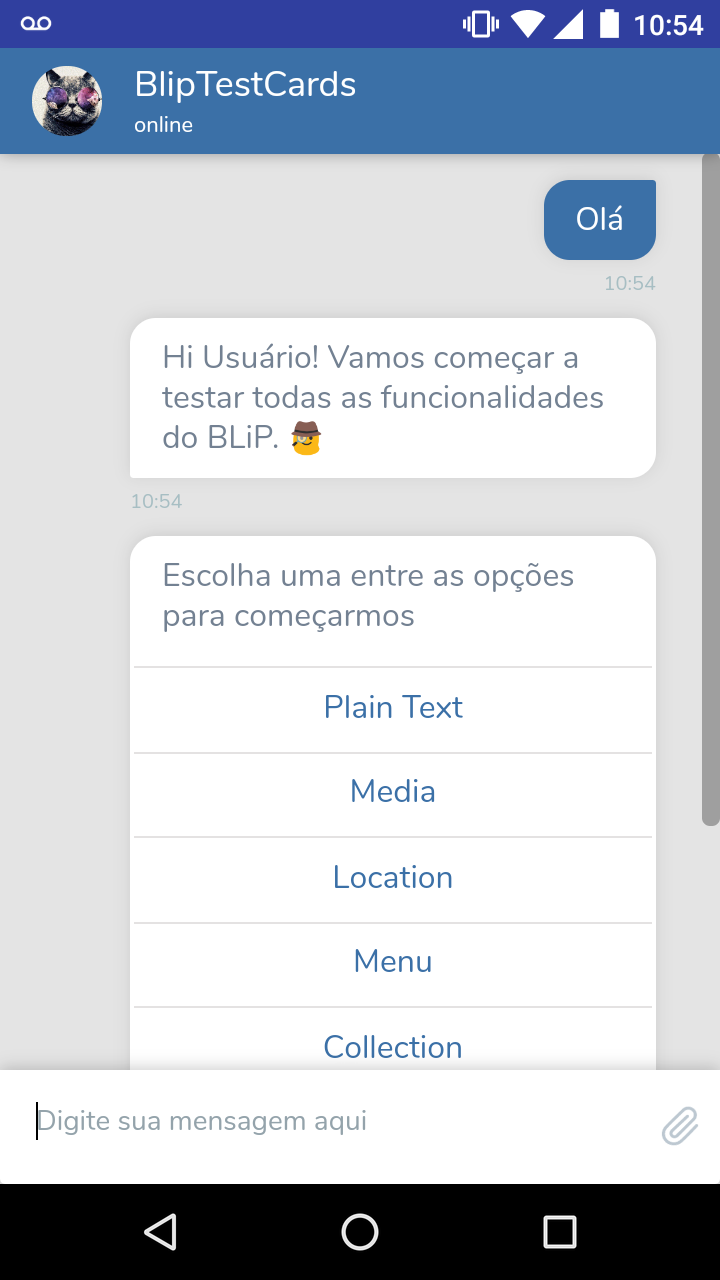 10:54
BlipTestCards
online
Olá
10:54
Hi Usuário! Vamos começar a
testar todas as funcionalidades
do BLiP. 🕵️
10:54
Escolha uma entre as opções
para começarmos
Plain Text
Media
Location
Menu
Collection
Digite sua mensagem aqui